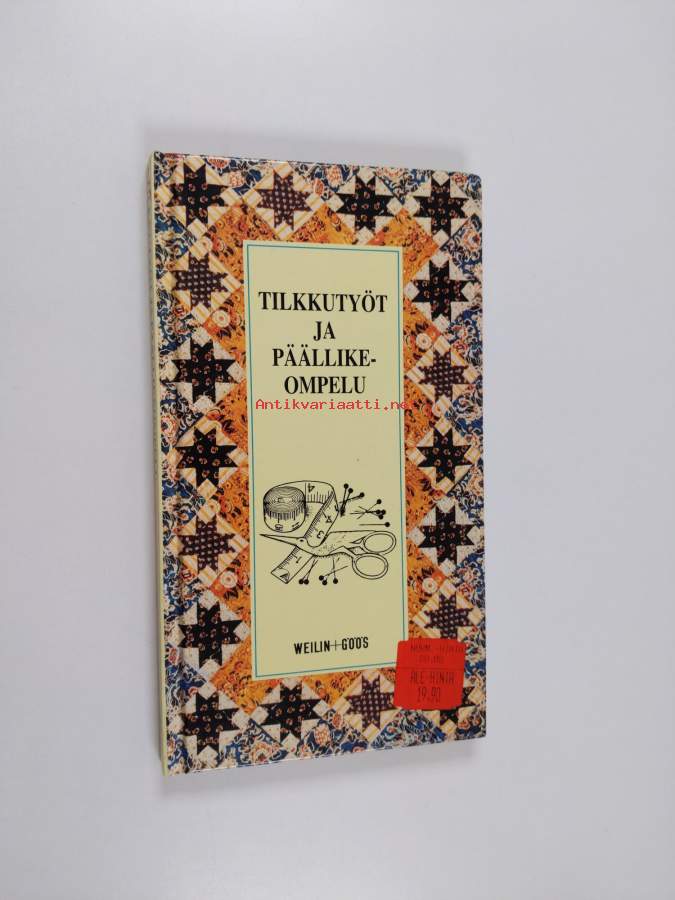 TILKKUTYÖT
JA
PÄÄLLIKE-
OMPELU
Antikvariaatti.net
WEILIN+GÖÖS
ALE-HINTA
19,90